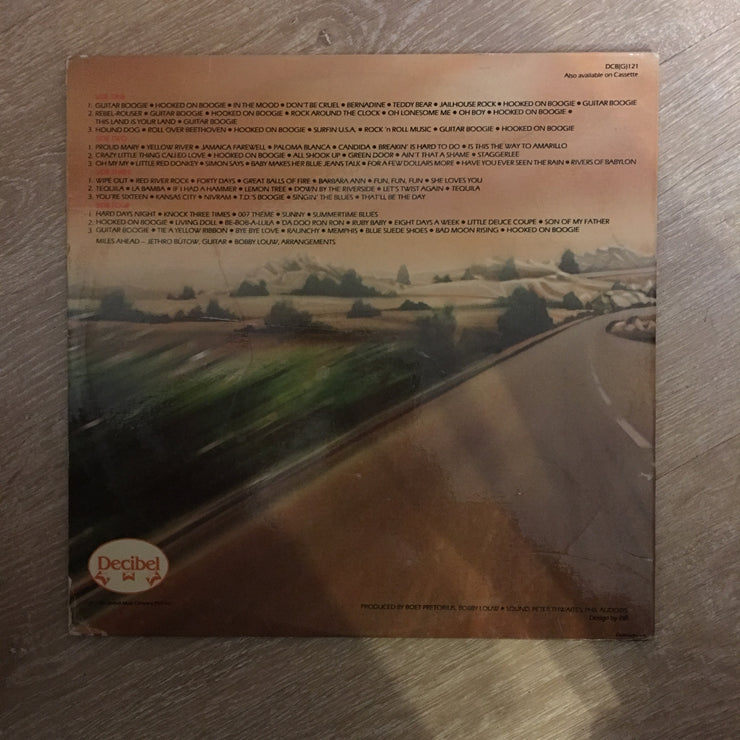 DCB(G)121
Also available on Cassette
SIDE ONE
1. GUITAR BOOGIE • HOOKED ON BOOGIE • IN THE MOOD • DON'T BE CRUEL • BERNADINE • TEDDY BEAR • JAILHOUSE ROCK • HOOKED ON BOOGIE • GUITAR BOOGIE
2. REBEL-ROUSER • GUITAR BOOGIE • HOOKED ON BOOGIE • ROCK AROUND THE CLOCK • OH LONESOME ME • OH BOY • HOOKED ON BOOGIE •
THIS LAND IS YOUR LAND • GUITAR BOOGIE
3. HOUND DOG • ROLL OVER BEETHOVEN • HOOKED ON BOOGIE • SURFIN U.S.A. • ROCK 'n ROLL MUSIC • GUITAR BOOGIE • HOOKED ON BOOGIE
SIDE TWO
1. PROUD MARY • YELLOW RIVER • JAMAICA FAREWELL • PALOMA BLANCA • CANDIDA • BREAKIN' IS HARD TO DO • IS THIS THE WAY TO AMARILLO
2. CRAZY LITTLE THING CALLED LOVE • HOOKED ON BOOGIE • ALL SHOOK UP • GREEN DOOR • AIN'T THAT A SHAME • STAGGERLEE
3. OH MY MY • LITTLE RED DONKEY • SIMON SAYS • BABY MAKES HER BLUE JEANS TALK • FOR A FEW DOLLARS MORE • HAVE YOU EVER SEEN THE RAIN • RIVERS OF BABYLON
SIDE THREE
1. WIPE OUT • RED RIVER ROCK • FORTY DAYS • GREAT BALLS OF FIRE • BARBARA ANN • FUN, FUN, FUN • SHE LOVES YOU
2. TEQUILA • LA BAMBA • IF I HAD A HAMMER • LEMON TREE • DOWN BY THE RIVERSIDE • LET'S TWIST AGAIN • TEQUILA
3. YOU'RE SIXTEEN • KANSAS CITY • NIVRAM • T.D.'S BOOGIE • SINGIN' THE BLUES • THAT'LL BE THE DAY
SIDE FOUR
1. HARD DAYS NIGHT • KNOCK THREE TIMES • 007 THEME • SUNNY • SUMMERTIME BLUES
2. HOOKED ON BOOGIE • LIVING DOLL • BE-BOB-A-LULA • DA DOO RON RON • RUBY BABY • EIGHT DAYS A WEEK • LITTLE DEUCE COUPE • SON OF MY FATHER
3. GUITAR BOOGIE • TIE A YELLOW RIBBON • BYE BYE LOVE • RAUNCHY • MEMPHIS • BLUE SUEDE SHOES • BAD MOON RISING • HOOKED ON BOOGIE
MILES AHEAD – JETHRO BUTOW, GUITAR • BOBBY LOUW, ARRANGEMENTS
Decibel
PRODUCED BY BOET PRETORIUS, BOBBY LOUW • SOUND, PETER THWAITES, PHIL AUDOIRE
Design by